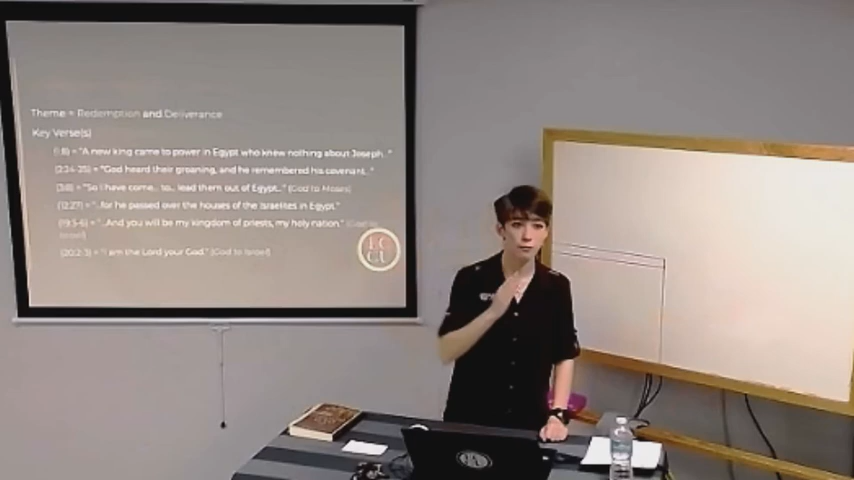 Theme = Redemption and Deliverance
Key Verse(s)
(1:8) = "A new king came to power in Egypt who knew nothing about Joseph..."
(2:24-25) = "God heard their groaning, and he remembered his covenant..."
(3:8) = "So I have come... to... lead them out of Egypt..." (God to Moses)
(12:27) = "...for he passed over the houses of the Israelites in Egypt."
(19:5-6) = "...And you will be my kingdom of priests, my holy nation." (God to
Israel)
(20:2-3) = "I am the Lord your God." (God to Israel)